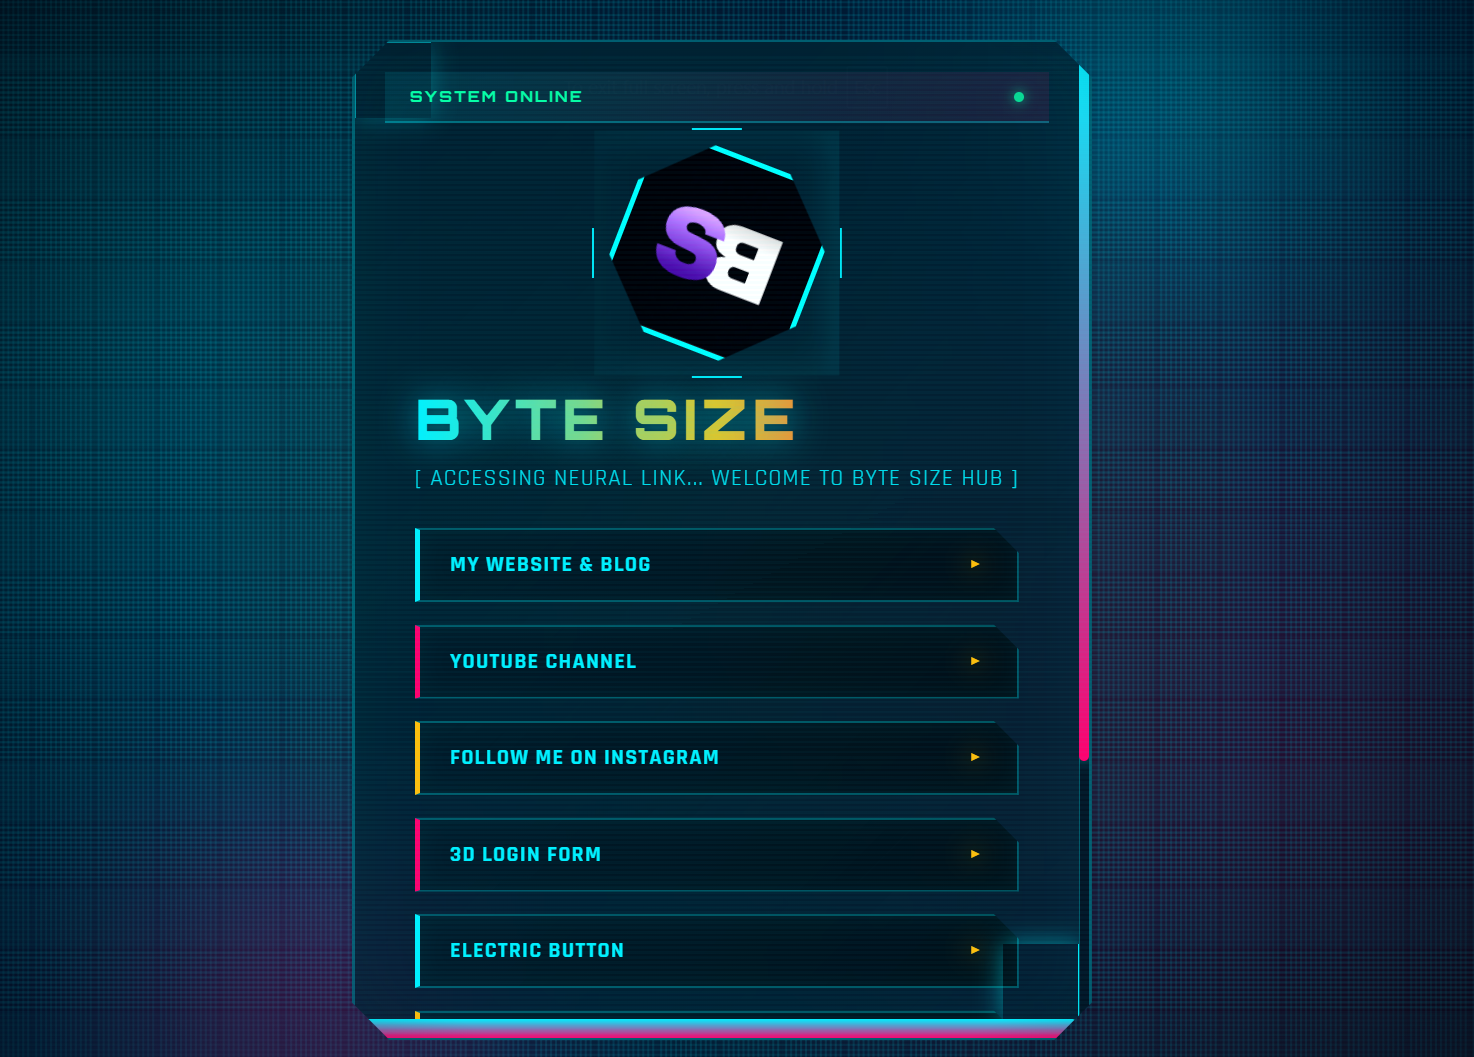 SYSTEM ONLINE
SB
BYTE SIZE
[ ACCESSING NEURAL LINK... WELCOME TO BYTE SIZE HUB ]
MY WEBSITE & BLOG
YOUTUBE CHANNEL
FOLLOW ME ON INSTAGRAM
3D LOGIN FORM
ELECTRIC BUTTON